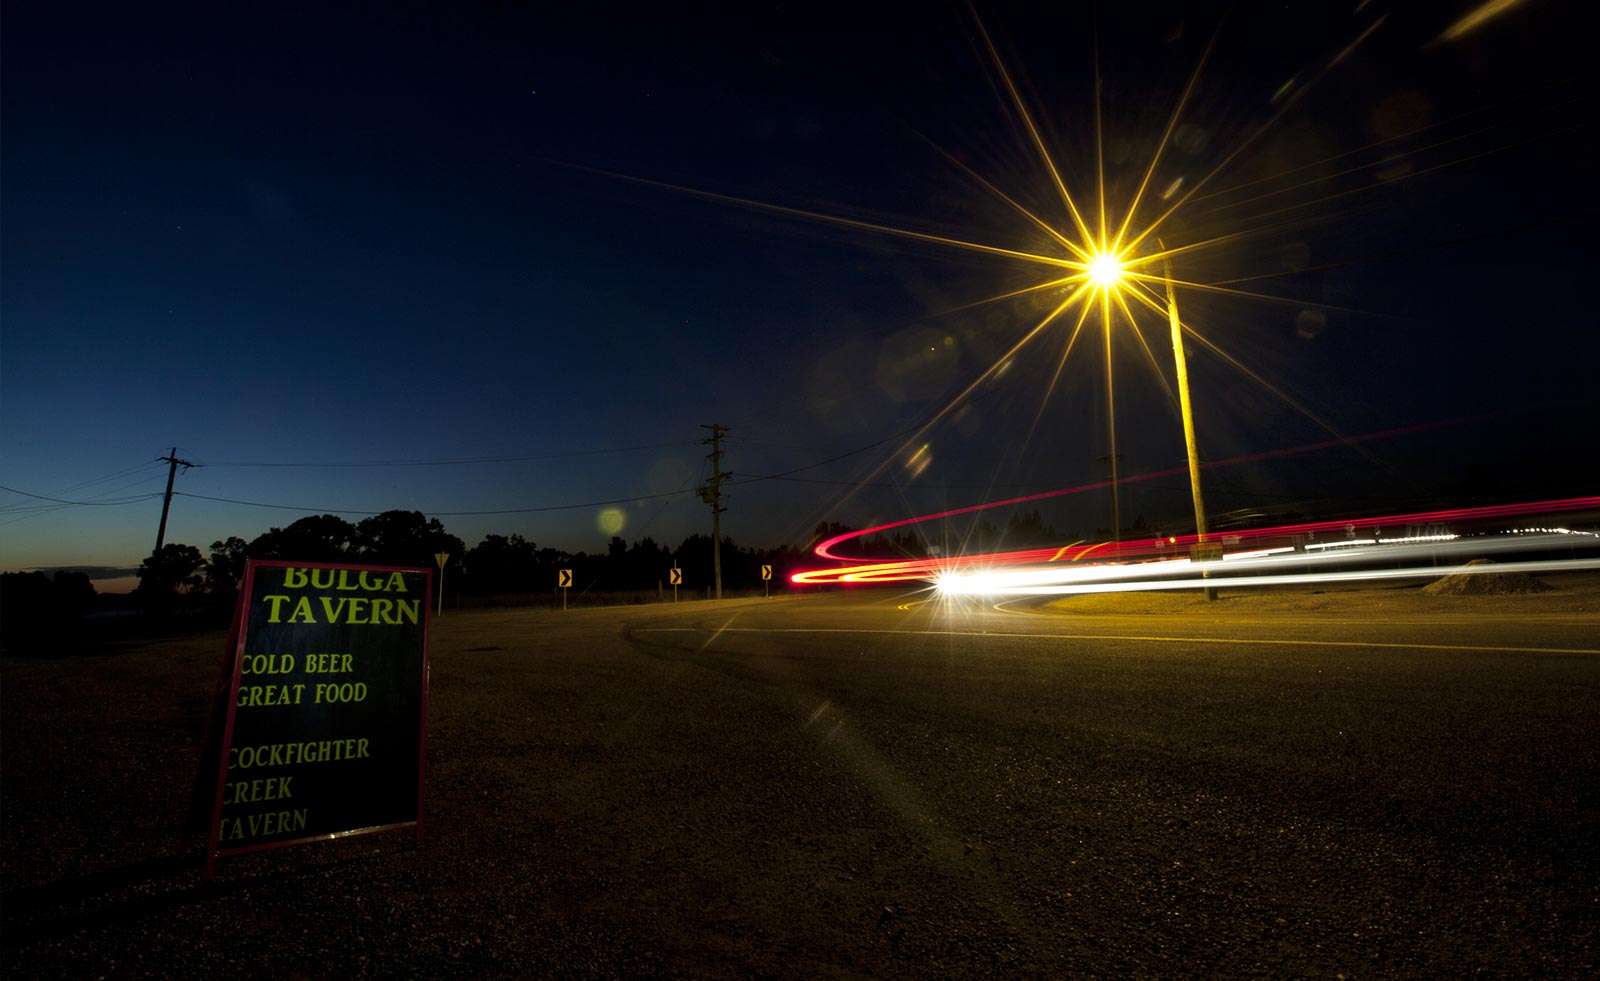 BULGA
TAVERN
COLD BEER
GREAT FOOD
COCKFIGHTER
CREEK
TAVERN